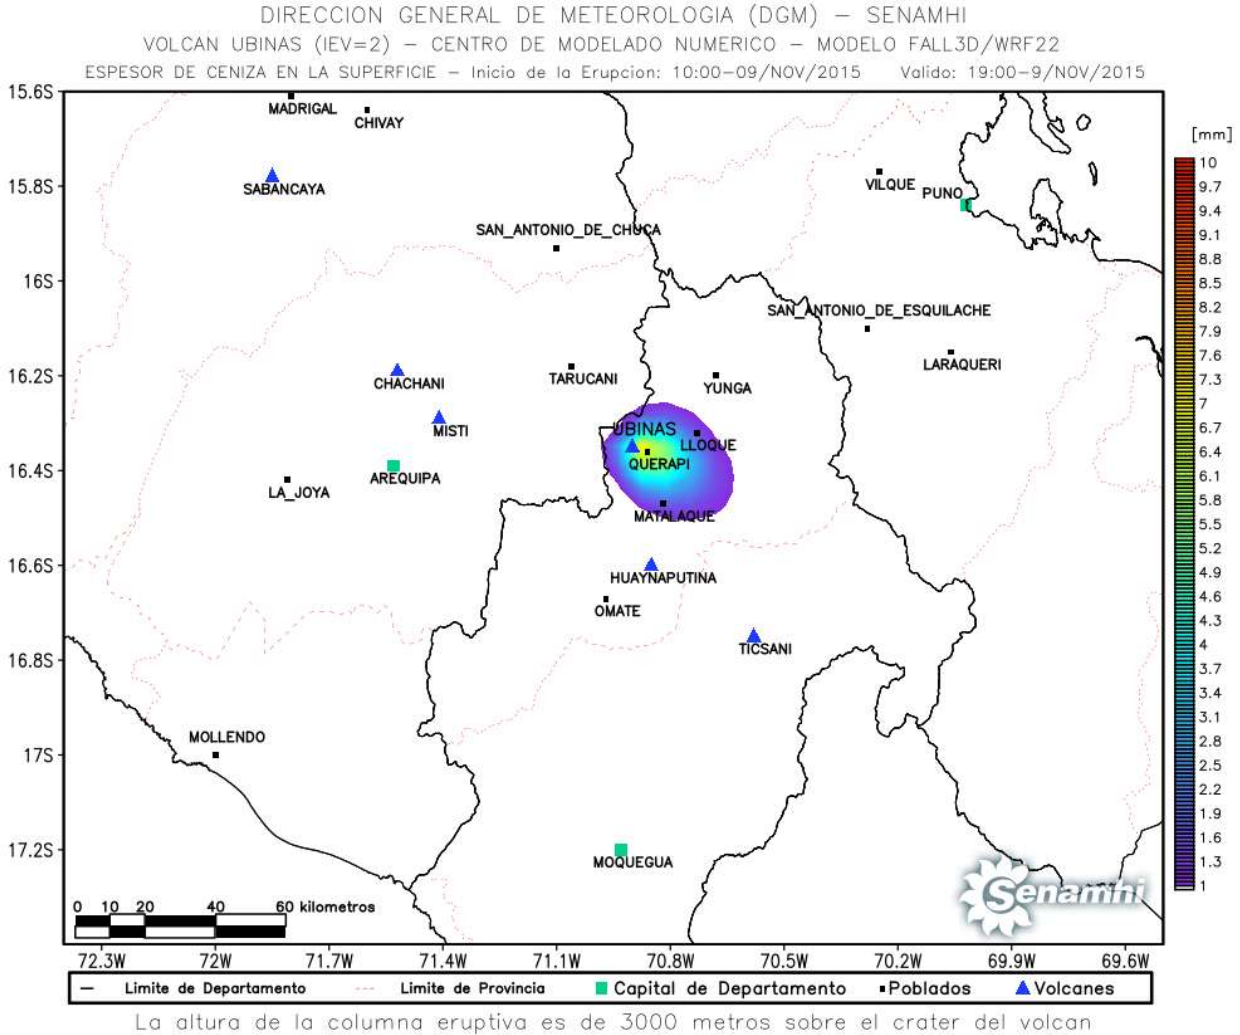 DIRECCION GENERAL DE METEOROLOGIA (DGM) – SENAMHI
VOLCAN UBINAS (IEV=2) – CENTRO DE MODELADO NUMERICO – MODELO FALL3D/WRF22
ESPESOR DE CENIZA EN LA SUPERFICIE – Inicio de la Erupcion: 10:00–09/NOV/2015 Valido: 19:00–9/NOV/2015
15.6S
MADRIGAL
CHIVAY
[mm]
10
15.8S
SABANCAYA
VILQUE
PUNO
9.7
9.4
SAN_ANTONIO_DE_CHUCA
9.1
8.8
16S
8.5
SAN_ANTONIO_DE_ESQUILACHE
8.2
7.9
7.6
16.2S
CHACHANI
TARUCANI
YUNGA
LARAQUERI
7.3
7
MISTI
UBINAS
LLOQUE
6.7
6.4
16.4S
AREQUIPA
QUERAPI
6.1
LA_JOYA
5.8
MATALAQUE
5.5
5.2
16.6S
HUAYNAPUTINA
4.9
OMATE
4.6
4.3
16.8S
TICSANI
4
3.7
3.4
MOLLENDO
3.1
17S
2.8
2.5
2.2
1.9
17.2S
MOQUEGUA
1.6
1.3
1
Senamhi
0 10 20 40 60 kilometros
72.3W 72W 71.7W 71.4W 71.1W 70.8W 70.5W 70.2W 69.9W 69.6W
Limite de Departamento Limite de Provincia Capital de Departamento Poblados Volcanes
La altura de la columna eruptiva es de 3000 metros sobre el crater del volcan